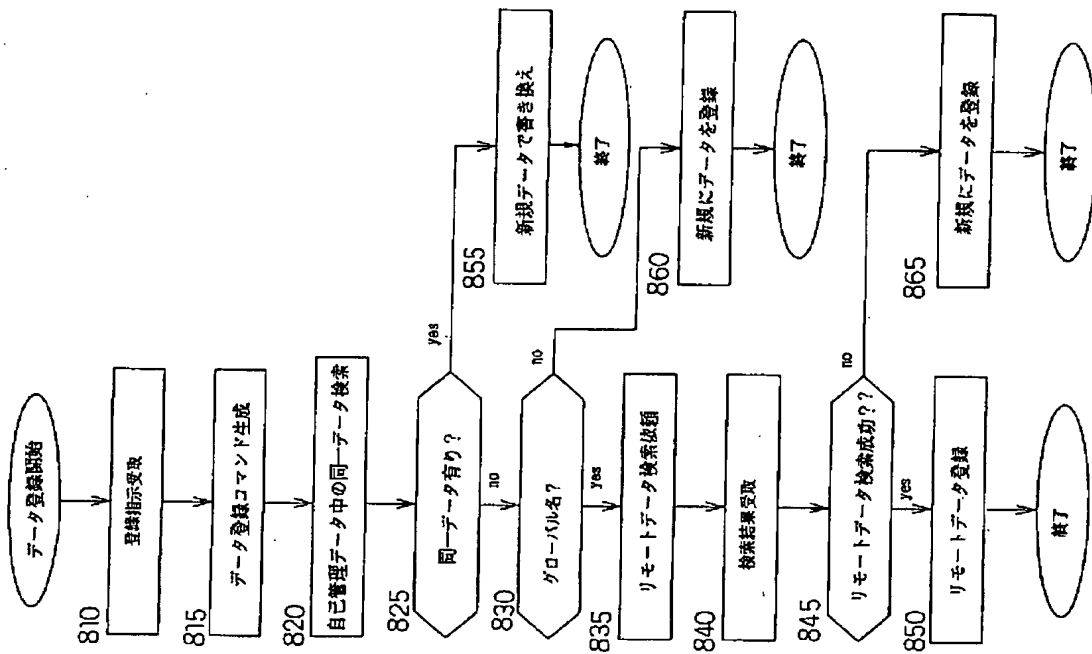 データ登録開始
810
登録指示受取
815
データ登録コマンド生成
820
自己管理データ中の同一データ検索
825
同一データ有り？
yes
no
855
新規データで書き換え
終了
830
グローバル名？
no
yes
860
新規にデータを登録
終了
835
リモートデータ検索依頼
840
検索結果受取
845
リモートデータ検索成功？？
no
yes
865
新規にデータを登録
終了
850
リモートデータ登録
終了